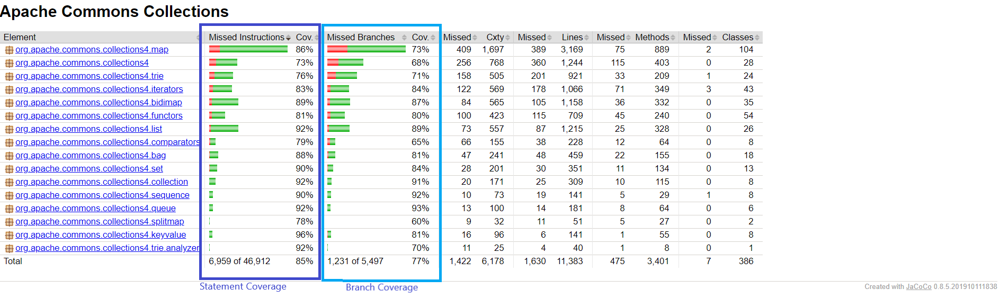 Apache Commons Collections
Element Missed Instructions Cov. Missed Branches Cov. Missed Cxty Missed Lines Missed Methods Missed Classes
org.apache.commons.collections4.map 86% 73% 409 1,697 389 3,169 75 889 2 104
org.apache.commons.collections4 73% 68% 256 768 360 1,244 115 403 0 28
org.apache.commons.collections4.trie 76% 71% 158 505 201 921 33 209 1 24
org.apache.commons.collections4.iterators 83% 84% 122 569 178 1,066 71 349 3 43
org.apache.commons.collections4.bidimap 89% 87% 84 565 105 1,158 36 332 0 35
org.apache.commons.collections4.functors 81% 80% 100 423 115 709 45 240 0 54
org.apache.commons.collections4.list 92% 89% 73 557 87 1,215 25 328 0 26
org.apache.commons.collections4.comparators 79% 65% 66 155 38 228 12 64 0 8
org.apache.commons.collections4.bag 88% 81% 47 241 48 459 22 155 0 18
org.apache.commons.collections4.set 90% 84% 28 201 30 351 11 134 0 13
org.apache.commons.collections4.collection 92% 91% 20 171 25 309 10 115 0 8
org.apache.commons.collections4.sequence 90% 92% 10 73 19 141 5 29 1 8
org.apache.commons.collections4.queue 92% 93% 13 100 14 181 8 64 0 6
org.apache.commons.collections4.splitmap 78% 60% 9 32 11 51 5 27 0 2
org.apache.commons.collections4.keyvalue 96% 81% 16 96 6 141 1 55 0 8
org.apache.commons.collections4.trie.analyzer 92% 70% 11 25 4 40 1 8 0 1
Total 6,959 of 46,912 85% 1,231 of 5,497 77% 1,422 6,178 1,630 11,383 475 3,401 7 386
Statement Coverage Branch Coverage
Created with JaCoCo 0.8.5.201910111838